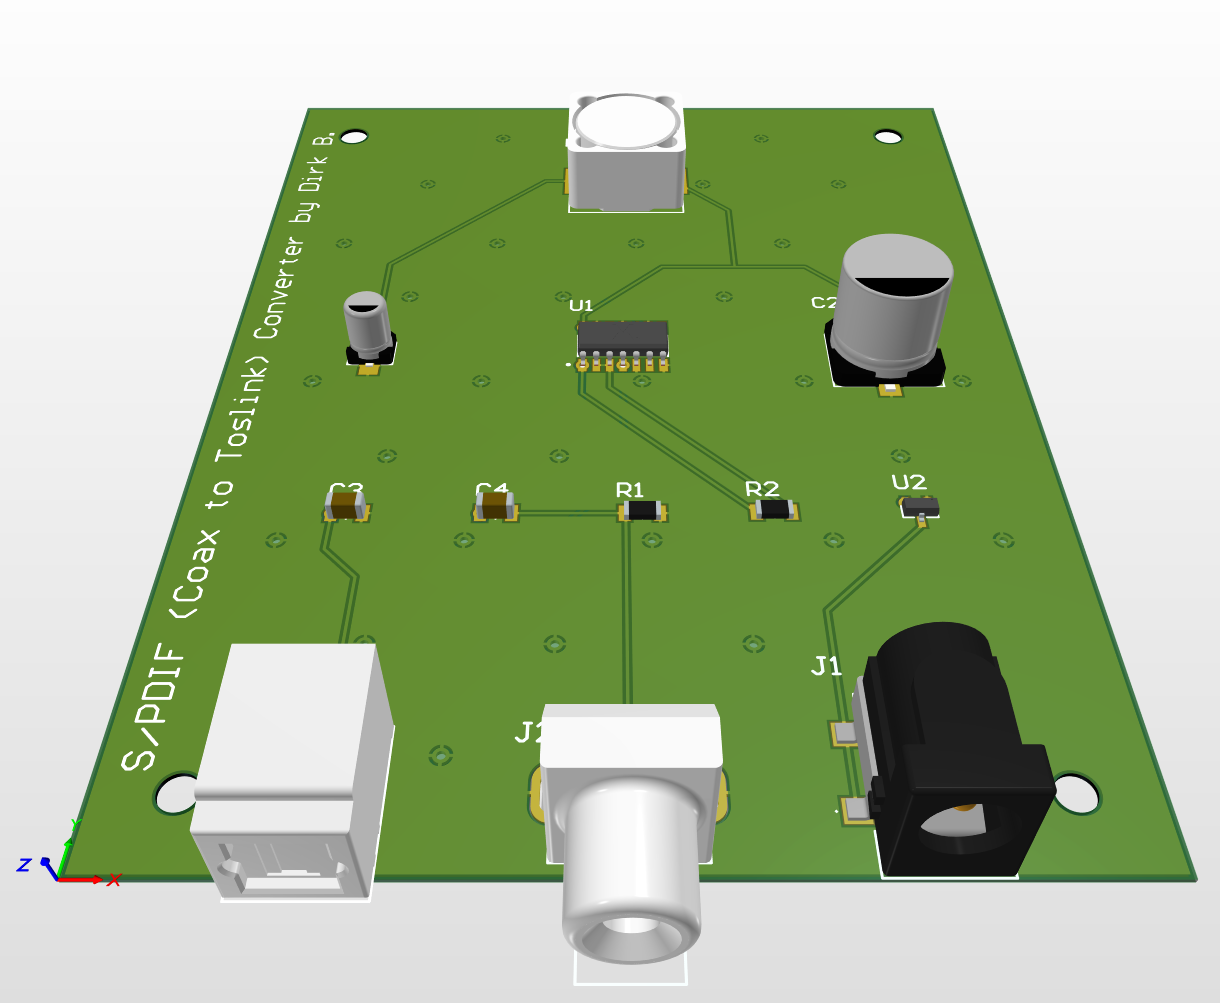 S/PDIF (Coax to Toslink) Converter by Dirk B.
U1
C2
C3
C4
R1
R2
U2
J1
J2
Z
Y
X